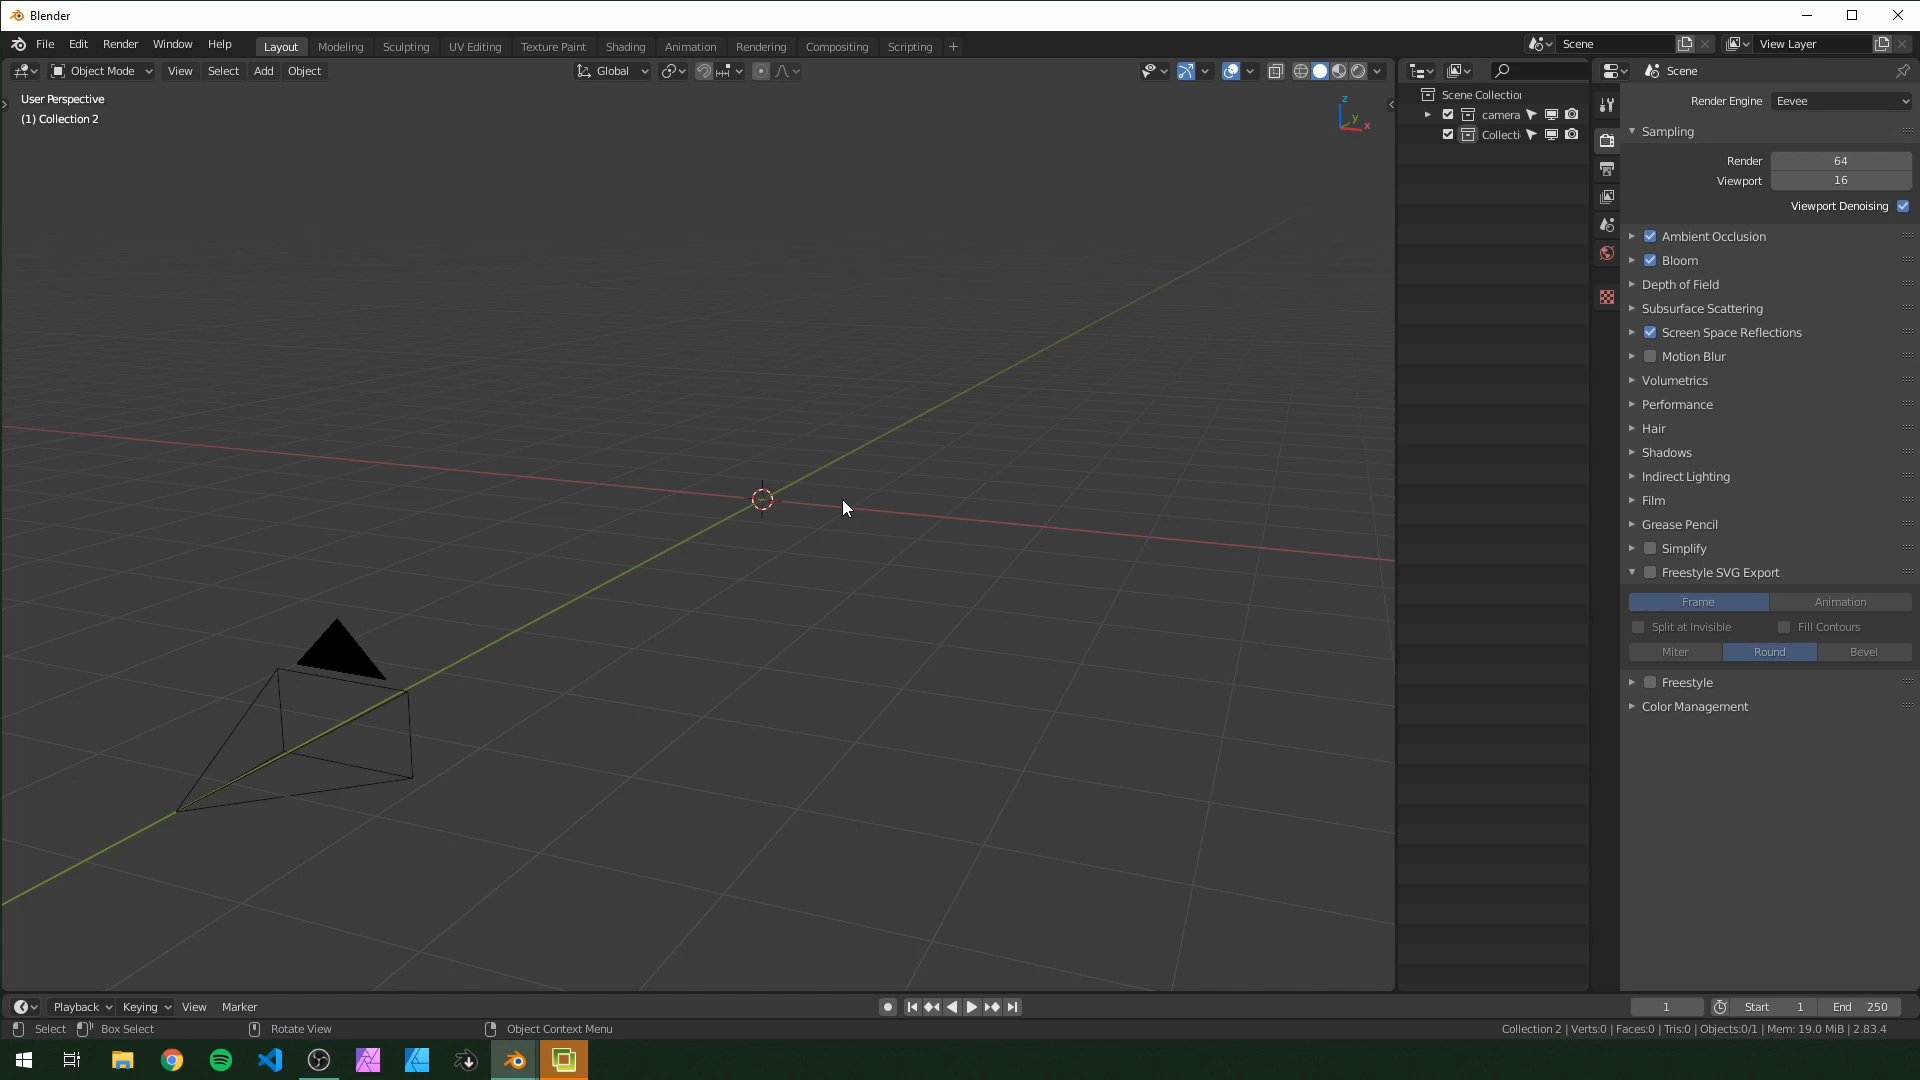 Blender
File Edit Render Window Help Layout Modeling Sculpting UV Editing Texture Paint Shading Animation Rendering Compositing Scripting + Scene View Layer
Object Mode View Select Add Object Global Scene
User Perspective
(1) Collection 2
z
y
x
Scene Collection
camera
Collecti
Render Engine Eevee
Sampling
Render 64
Viewport 16
Viewport Denoising
Ambient Occlusion
Bloom
Depth of Field
Subsurface Scattering
Screen Space Reflections
Motion Blur
Volumetrics
Performance
Hair
Shadows
Indirect Lighting
Film
Grease Pencil
Simplify
Freestyle SVG Export
Frame Animation
Split at Invisible Fill Contours
Miter Round Bevel
Freestyle
Color Management
Playback Keying View Marker 1 Start 1 End 250
Select Box Select Rotate View Object Context Menu Collection 2 | Verts:0 | Faces:0 | Tris:0 | Objects:0/1 | Mem: 19.0 MiB | 2.83.4